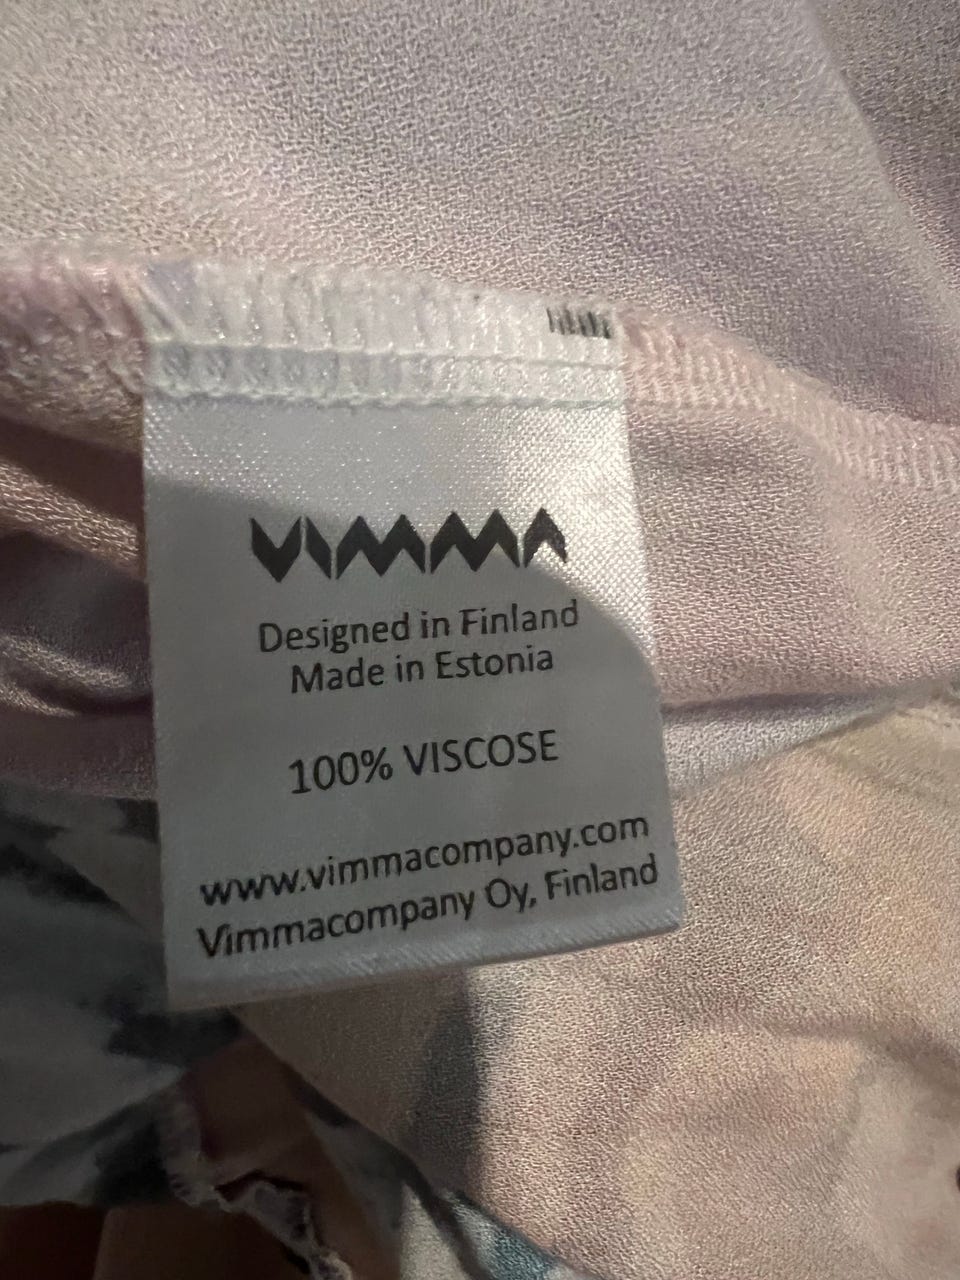 VIMMA
Designed in Finland
Made in Estonia
100% VISCOSE
www.vimmacompany.com
Vimmacompany Oy, Finland